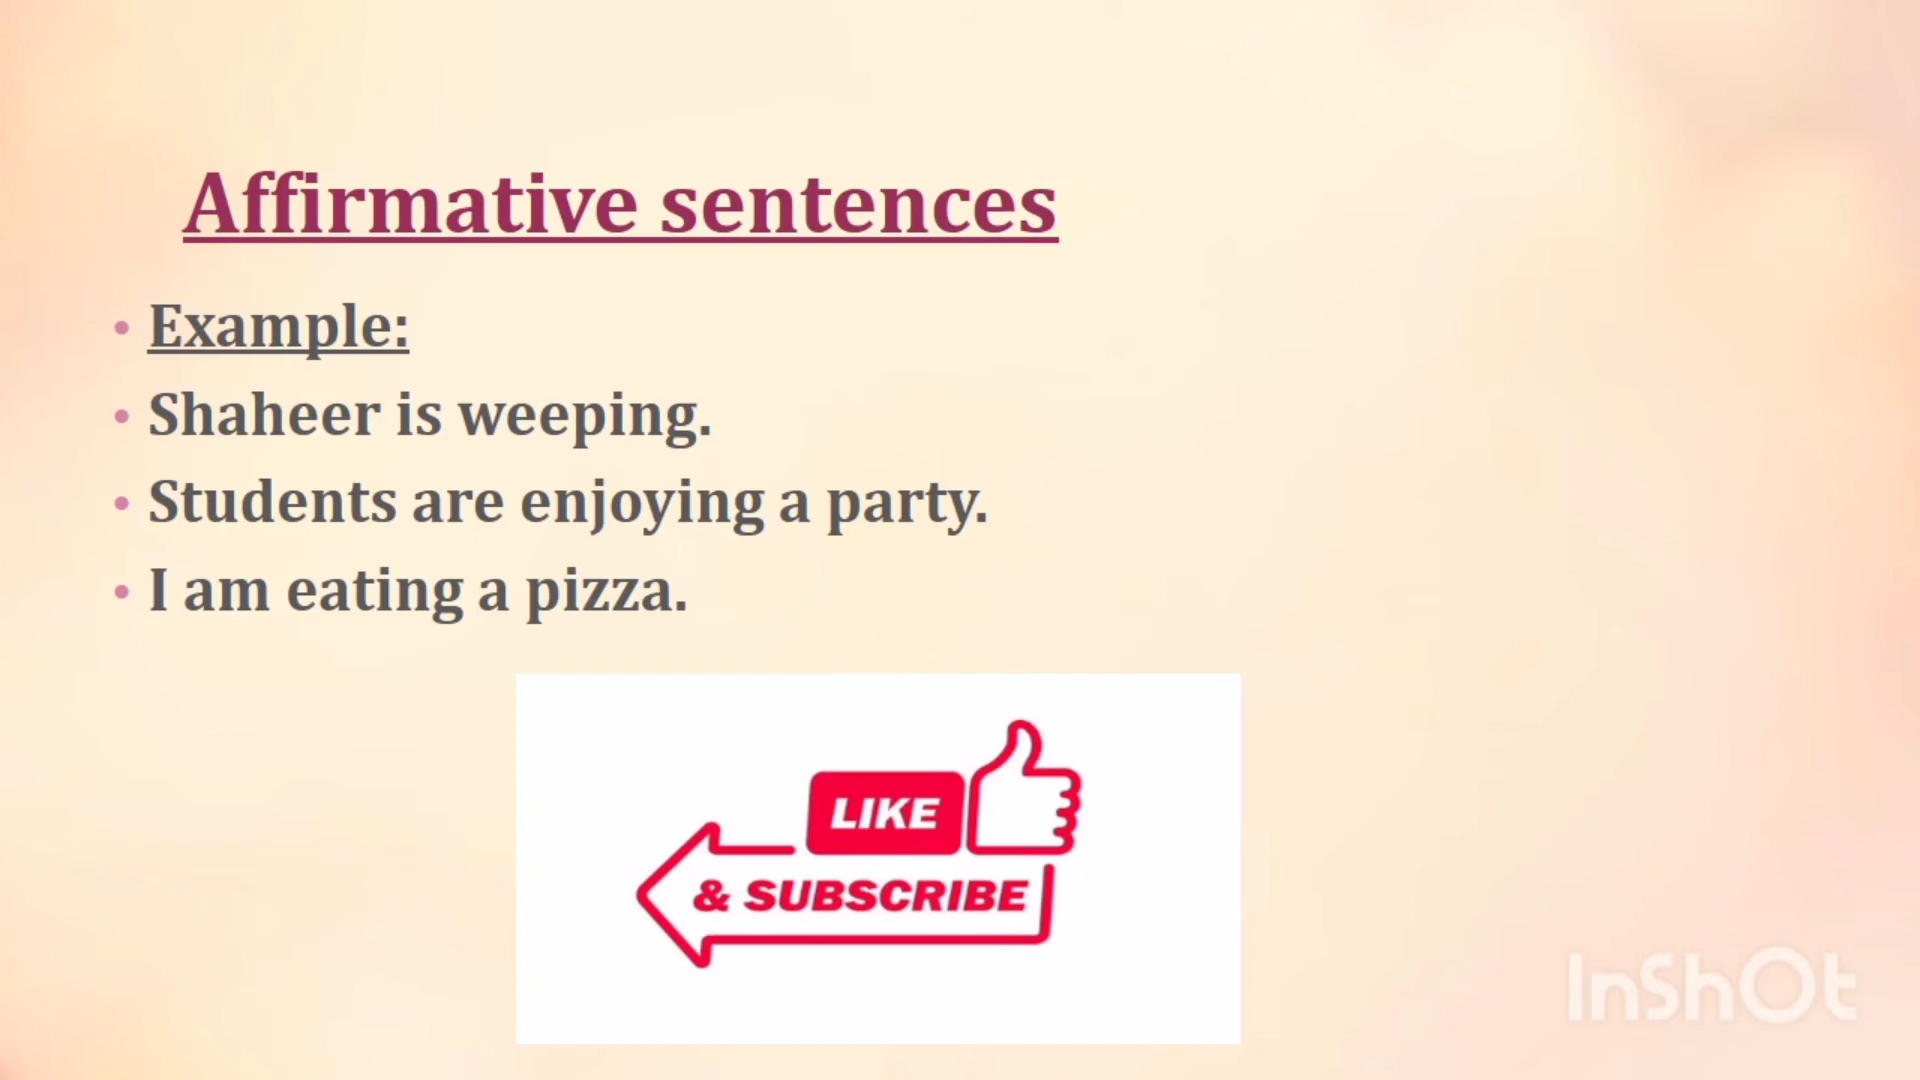 Affirmative sentences
• Example:
• Shaheer is weeping.
• Students are enjoying a party.
• I am eating a pizza.
LIKE
& SUBSCRIBE
InShOt